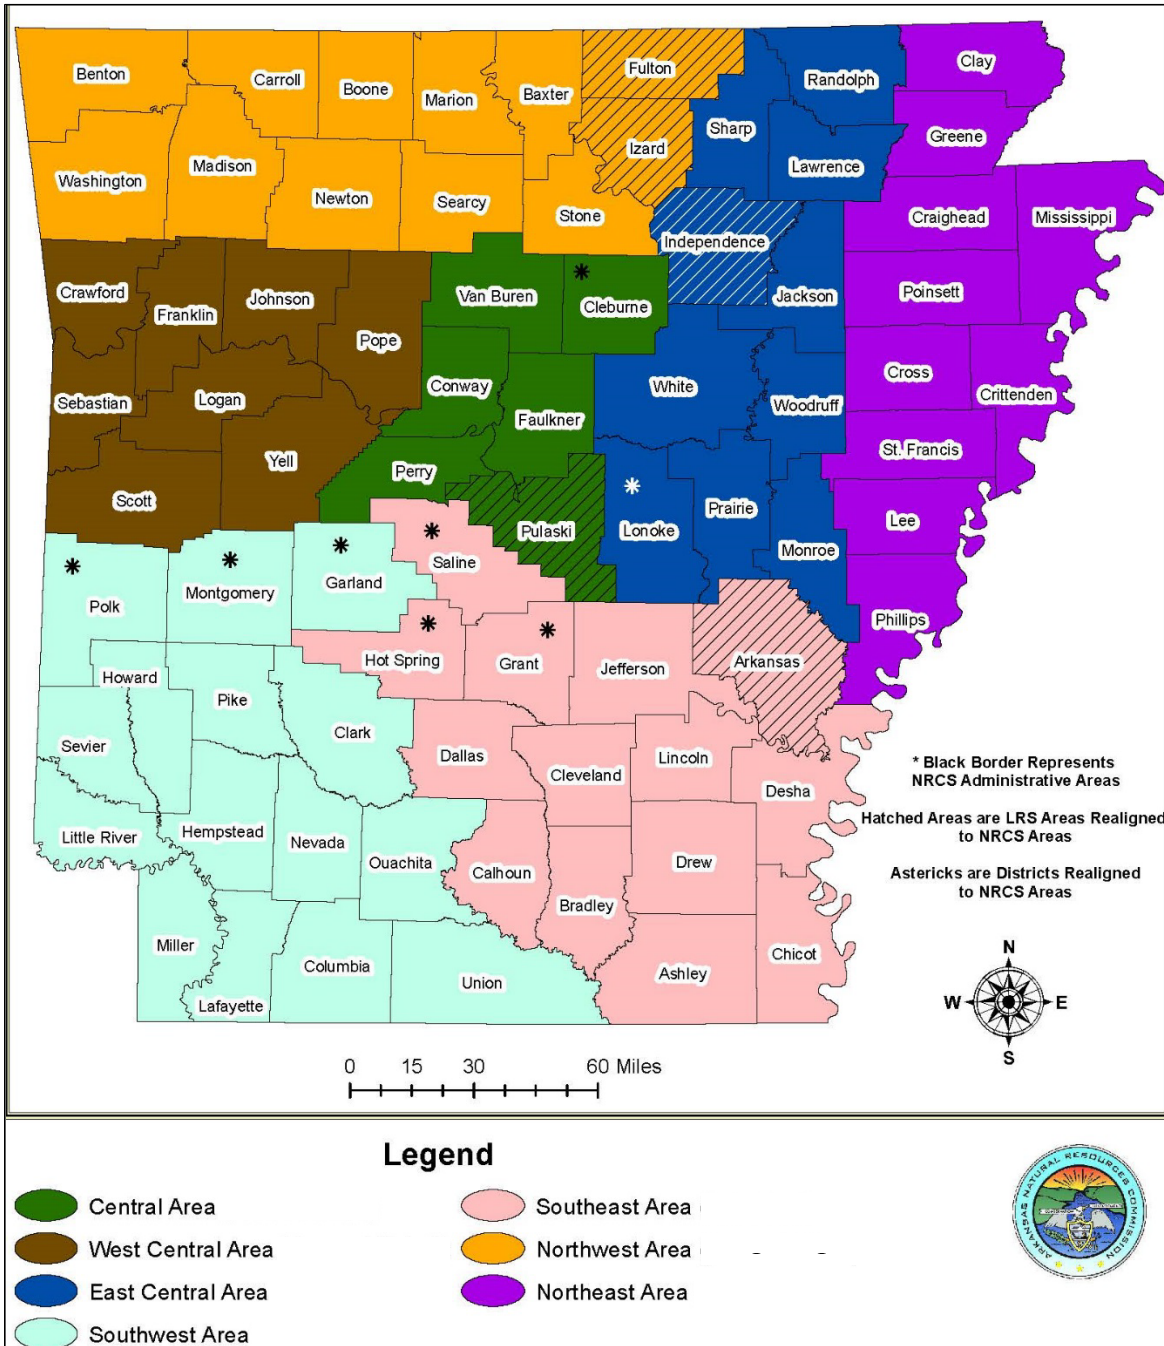 Benton
Carroll
Boone
Marion
Baxter
Fulton
Randolph
Clay
Sharp
Izard
Greene
Washington
Madison
Newton
Searcy
Stone
Lawrence
Craighead
Mississippi
Independence
Crawford
Franklin
Johnson
Pope
Van Buren
Cleburne
Jackson
Poinsett
Sebastian
Logan
Conway
Faulkner
White
Woodruff
Cross
Crittenden
Scott
Yell
Perry
Pulaski
Lonoke
Prairie
Monroe
St. Francis
Lee
Phillips
Polk
Montgomery
Garland
Saline
Hot Spring
Grant
Jefferson
Arkansas
Howard
Pike
Clark
Dallas
Cleveland
Lincoln
Desha
Sevier
Little River
Hempstead
Nevada
Ouachita
Calhoun
Bradley
Drew
Miller
Lafayette
Columbia
Union
Ashley
Chicot
* Black Border Represents
NRCS Administrative Areas
Hatched Areas are LRS Areas Realigned
to NRCS Areas
Astericks are Districts Realigned
to NRCS Areas
N
W E
S
0 15 30 60 Miles
Legend
Central Area
West Central Area
East Central Area
Southwest Area
Southeast Area
Northwest Area
Northeast Area
ARKANSAS NATURAL RESOURCES COMMISSION